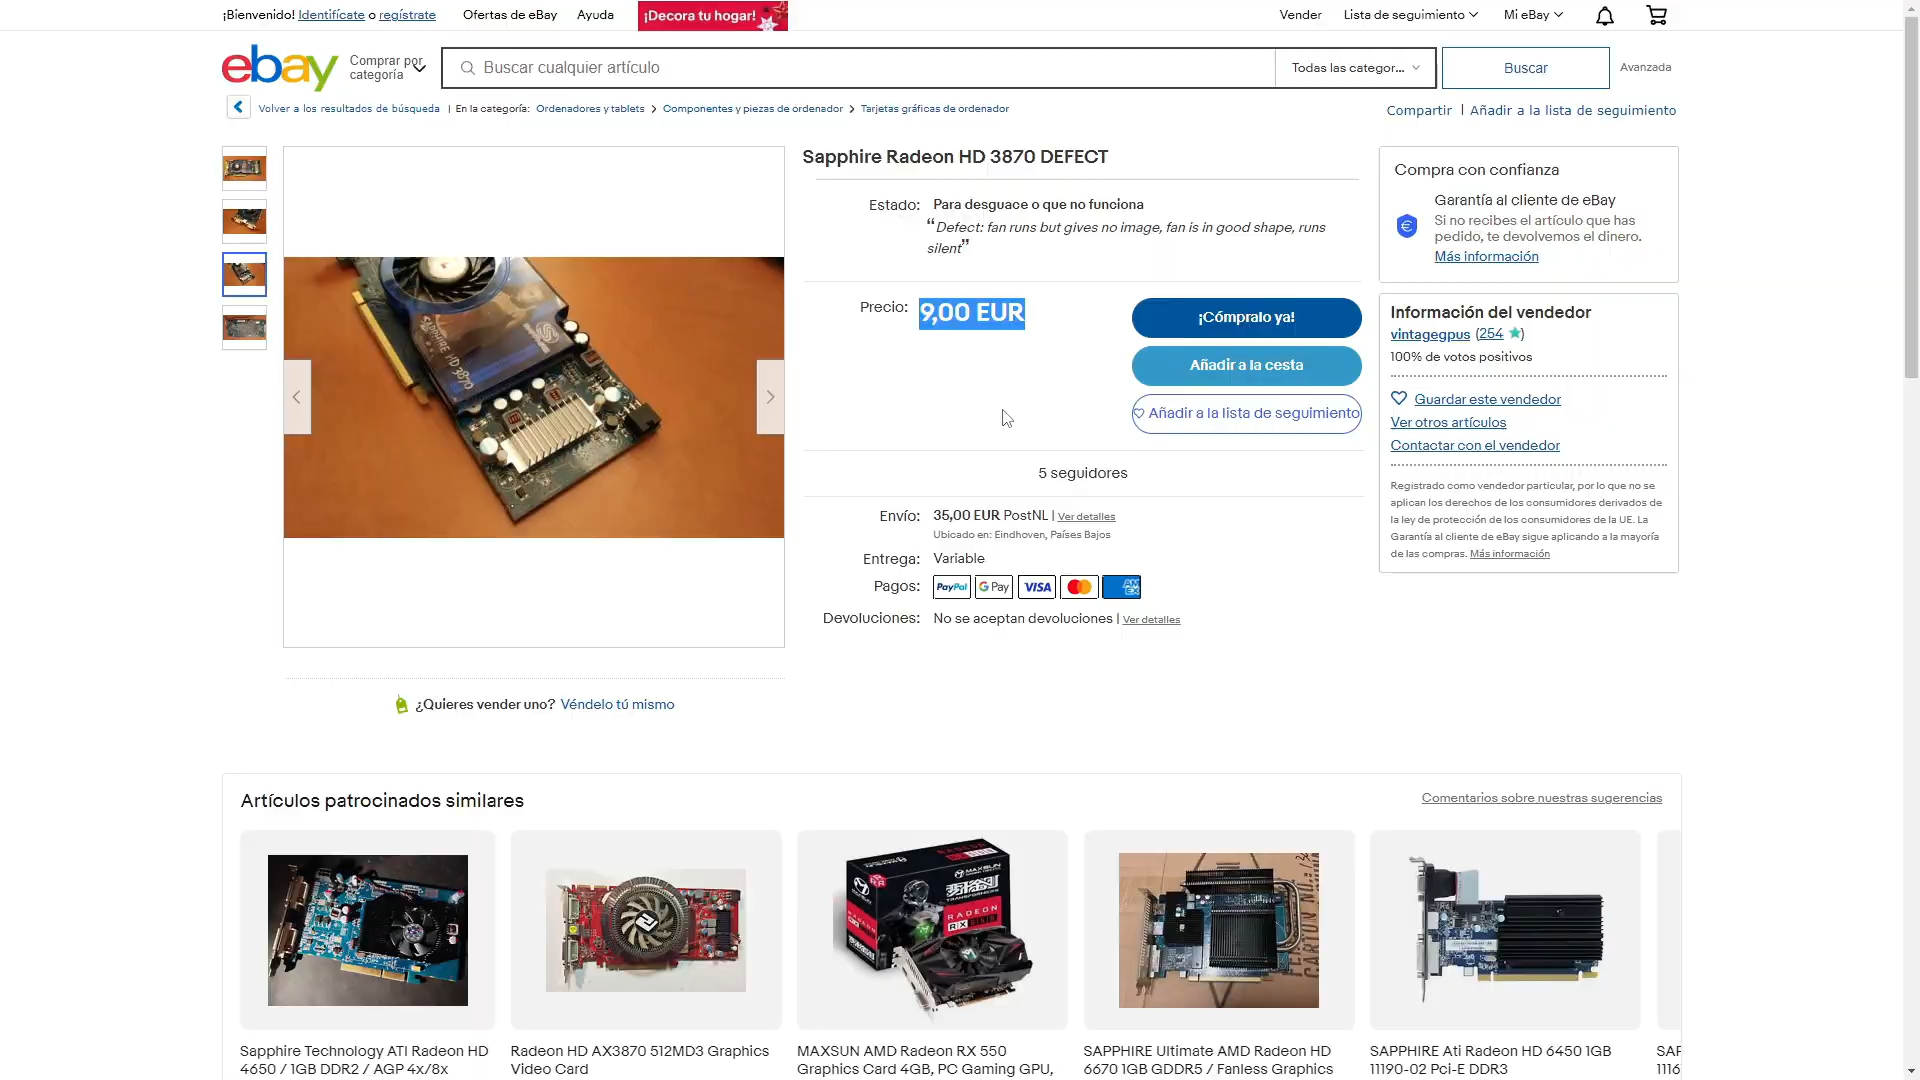 ¡Bienvenido! Identifícate o regístrate
Ofertas de eBay
Ayuda
¡Decora tu hogar!
Vender
Lista de seguimiento
Mi eBay
ebay
Comprar por
categoría
Buscar cualquier artículo
Todas las categor...
Buscar
Avanzada
Volver a los resultados de búsqueda | En la categoría: Ordenadores y tablets > Componentes y piezas de ordenador > Tarjetas gráficas de ordenador
Compartir | Añadir a la lista de seguimiento
SAPPHIRE HD 3870
Sapphire Radeon HD 3870 DEFECT
Estado: Para desguace o que no funciona
“Defect: fan runs but gives no image, fan is in good shape, runs
silent”
Precio: 9,00 EUR
¡Cómpralo ya!
Añadir a la cesta
Añadir a la lista de seguimiento
5 seguidores
Envío: 35,00 EUR PostNL | Ver detalles
Ubicado en: Eindhoven, Países Bajos
Entrega: Variable
Pagos: PayPal G Pay VISA AM EX
Devoluciones: No se aceptan devoluciones | Ver detalles
Compra con confianza
Garantía al cliente de eBay
Si no recibes el artículo que has
pedido, te devolvemos el dinero.
Más información
Información del vendedor
vintagegpus (254)
100% de votos positivos
Guardar este vendedor
Ver otros artículos
Contactar con el vendedor
Registrado como vendedor particular, por lo que no se
aplican los derechos de los consumidores derivados de
la ley de protección de los consumidores de la UE. La
Garantía al cliente de eBay sigue aplicando a la mayoría
de las compras. Más información
¿Quieres vender uno? Véndelo tú mismo
Artículos patrocinados similares
Comentarios sobre nuestras sugerencias
MAXSUN
RADEON
RX
Sapphire Technology ATI Radeon HD
4650 / 1GB DDR2 / AGP 4x/8x
Radeon HD AX3870 512MD3 Graphics
Video Card
MAXSUN AMD Radeon RX 550
Graphics Card 4GB, PC Gaming GPU,
SAPPHIRE Ultimate AMD Radeon HD
6670 1GB GDDR5 / Fanless Graphics
SAPPHIRE Ati Radeon HD 6450 1GB
11190-02 Pci-E DDR3
SAP
1116